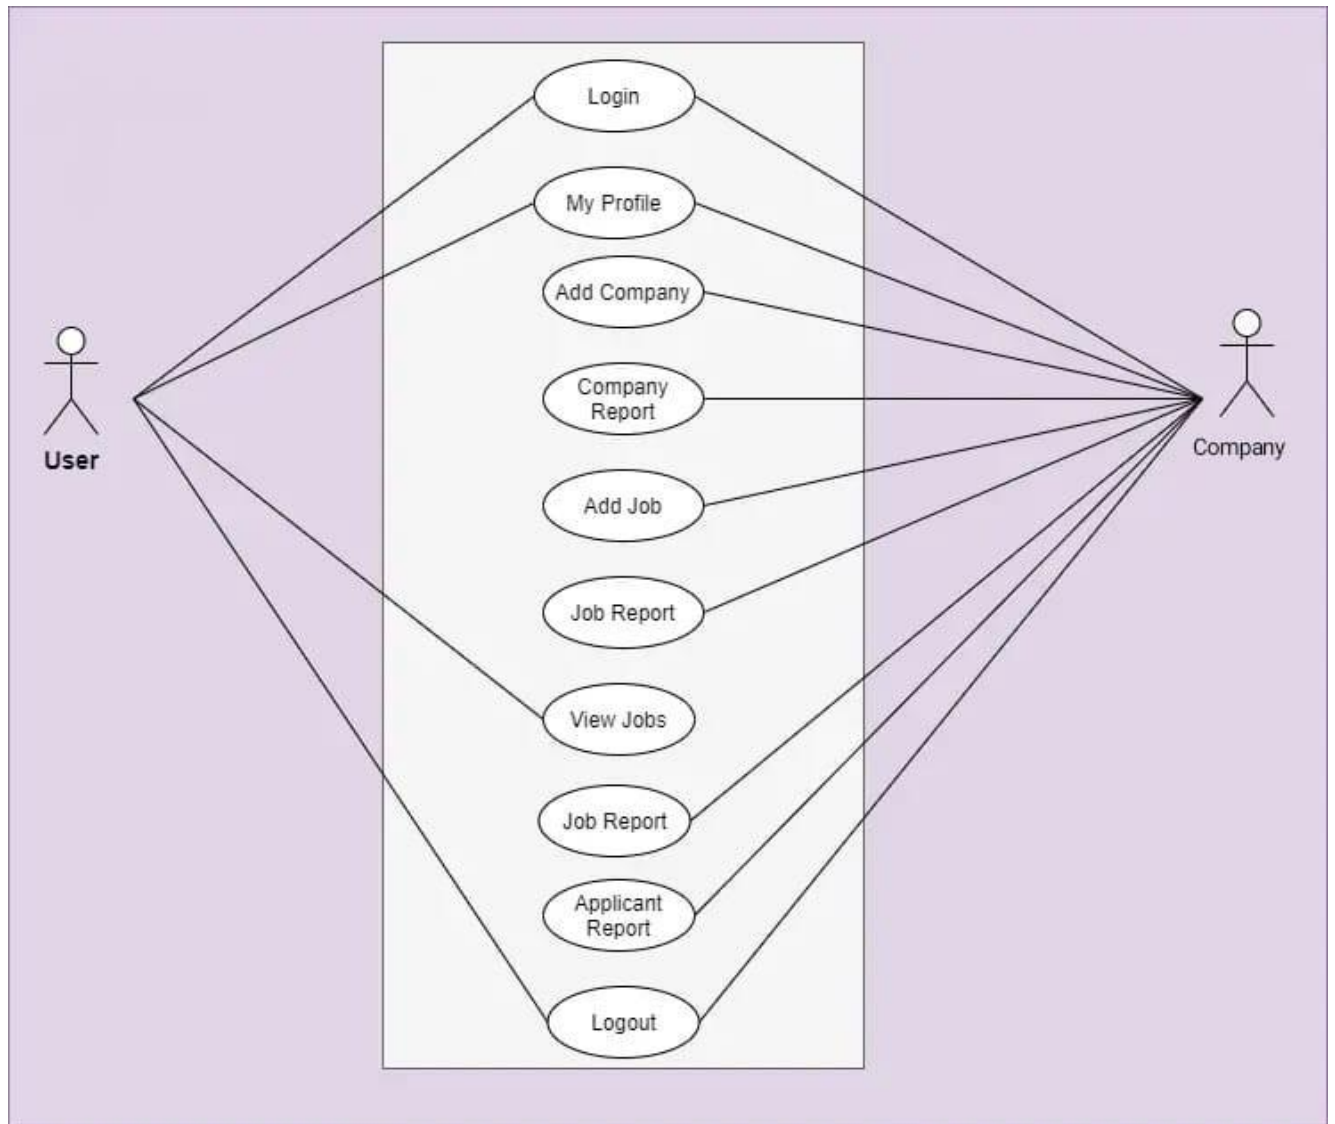 Login
My Profile
Add Company
Company
Report
Add Job
Job Report
View Jobs
Job Report
Applicant
Report
Logout
User
Company